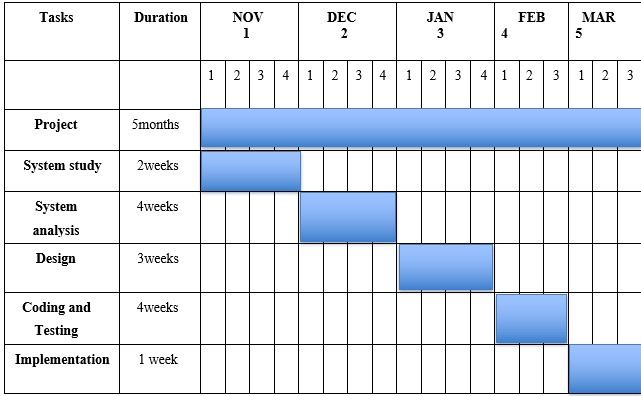 Tasks Duration NOV DEC JAN FEB MAR
1 2 3 4 5
1 2 3 4 1 2 3 4 1 2 3 4 1 2 3 1 2 3
Project 5months
System study 2weeks
System 4weeks
analysis
Design 3weeks
Coding and 4weeks
Testing
Implementation 1 week